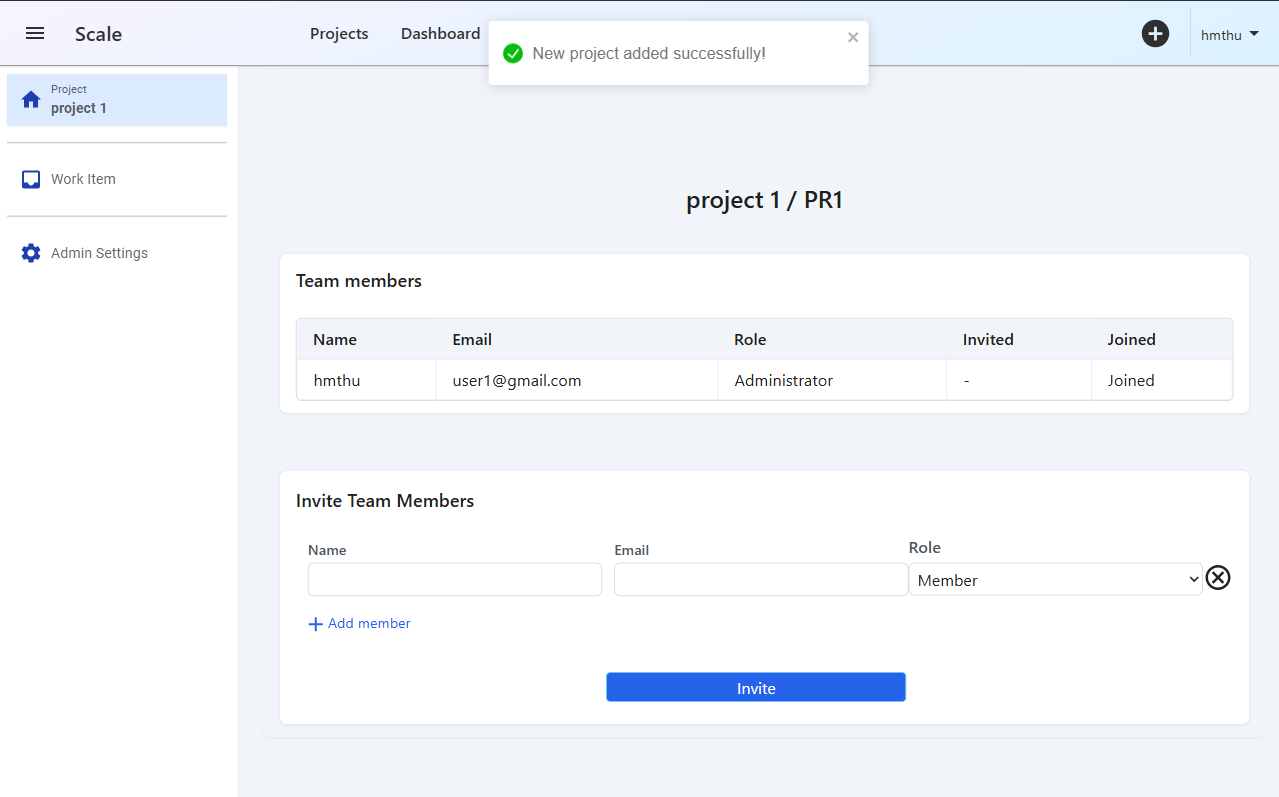 Scale
Projects
Dashboard
New project added successfully!
hmthu
Project
project 1
Work Item
Admin Settings
project 1 / PR1
Team members
Name Email Role Invited Joined
hmthu user1@gmail.com Administrator - Joined
Invite Team Members
Name Email Role
Member
Add member
Invite